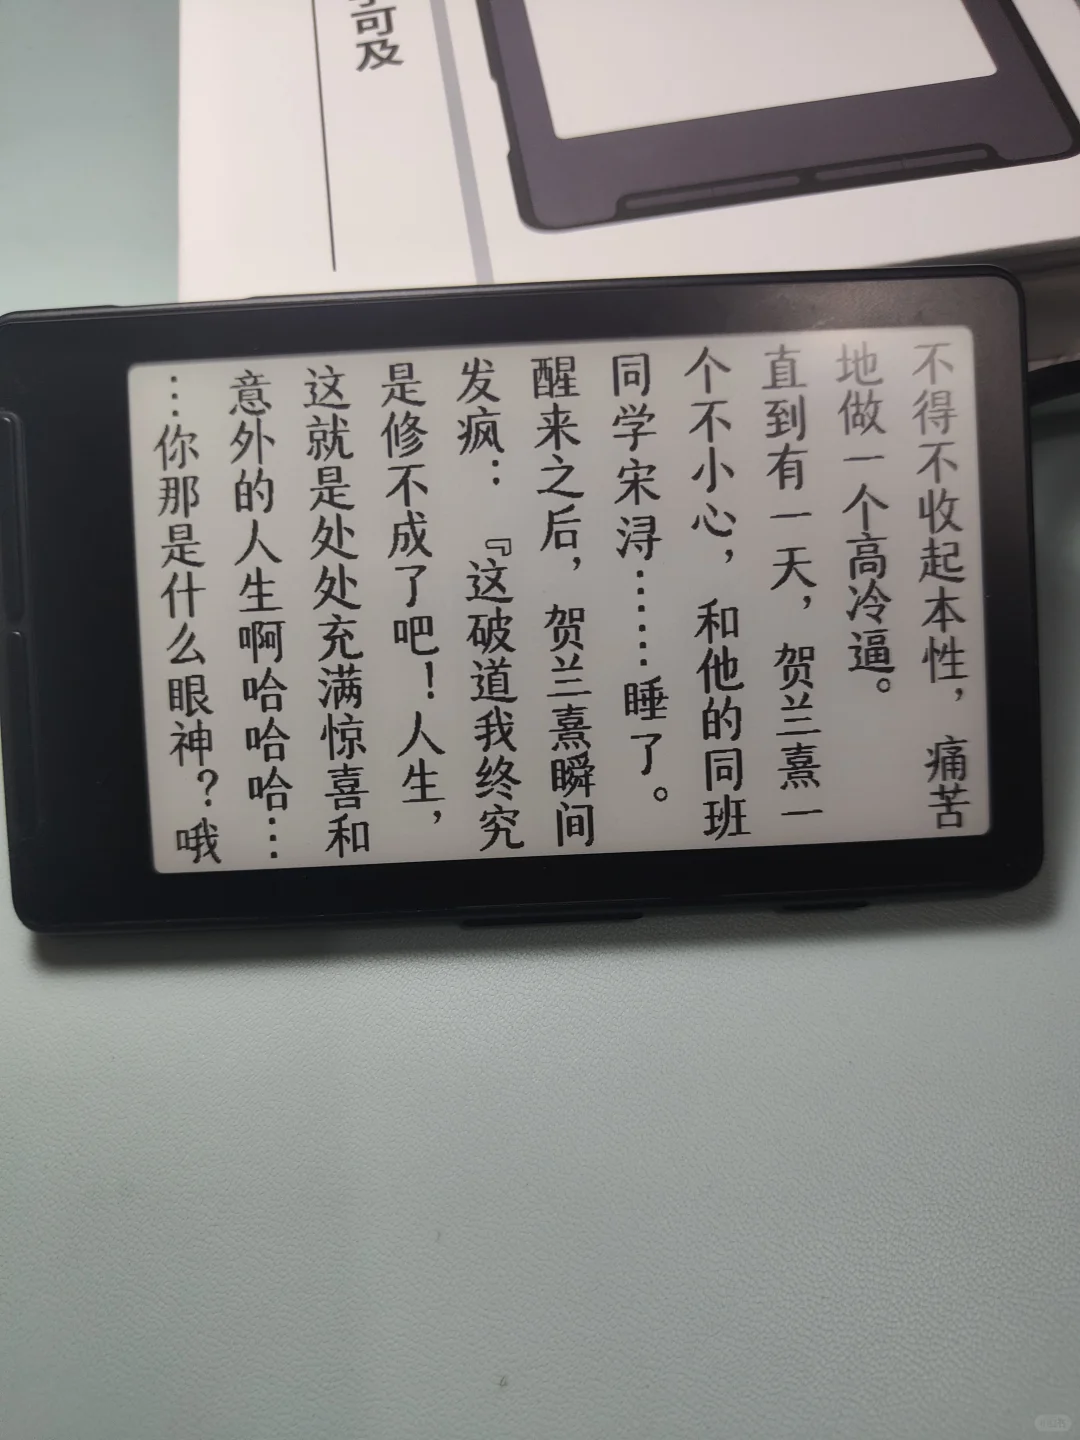 可及
不得不收起本性，痛苦
地做一个高冷逼。
直到有一天，贺兰熹一
个不小心，和他的同班
同学宋浔……睡了。
醒来之后，贺兰熹瞬间
发疯：『这破道我终究
是修不成了吧！人生，
这就是处处充满惊喜和
意外的人生啊哈哈哈…
…你那是什么眼神？哦